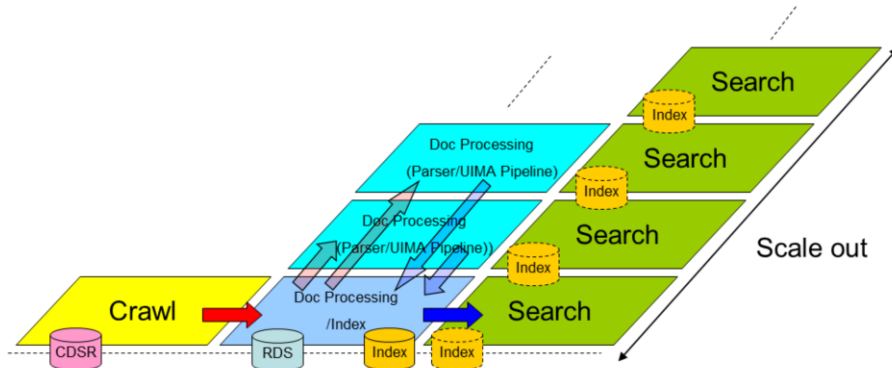 Search
Index
Doc Processing
(Parser/UIMA Pipeline)
Search
Index
Doc Processing
(Parser/UIMA Pipeline))
Search
Index
Scale out
Crawl
Doc Processing
/Index
Search
CDSR
RDS
Index
Index